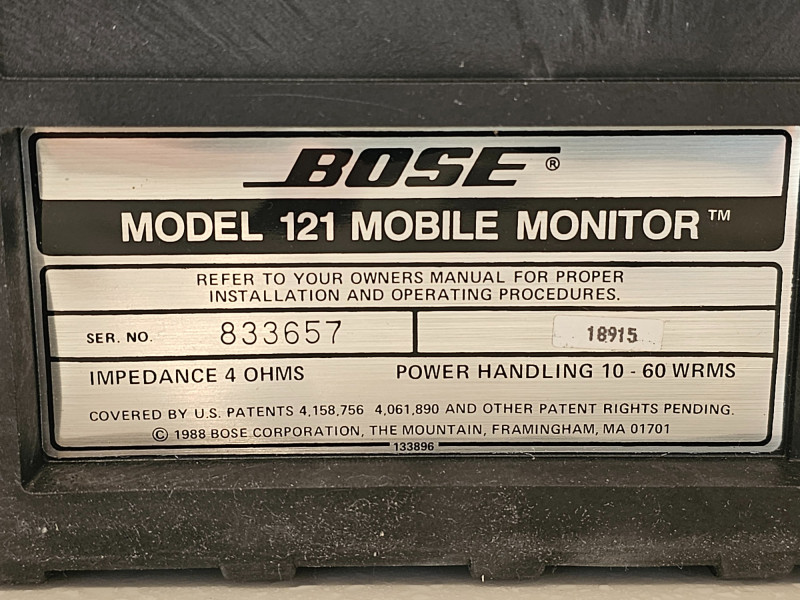 BOSE®
MODEL 121 MOBILE MONITOR™
REFER TO YOUR OWNERS MANUAL FOR PROPER
INSTALLATION AND OPERATING PROCEDURES.
SER. NO. 833657 18915
IMPEDANCE 4 OHMS POWER HANDLING 10 - 60 WRMS
COVERED BY U.S. PATENTS 4,158,756 4,061,890 AND OTHER PATENT RIGHTS PENDING.
© 1988 BOSE CORPORATION, THE MOUNTAIN, FRAMINGHAM, MA 01701
133896